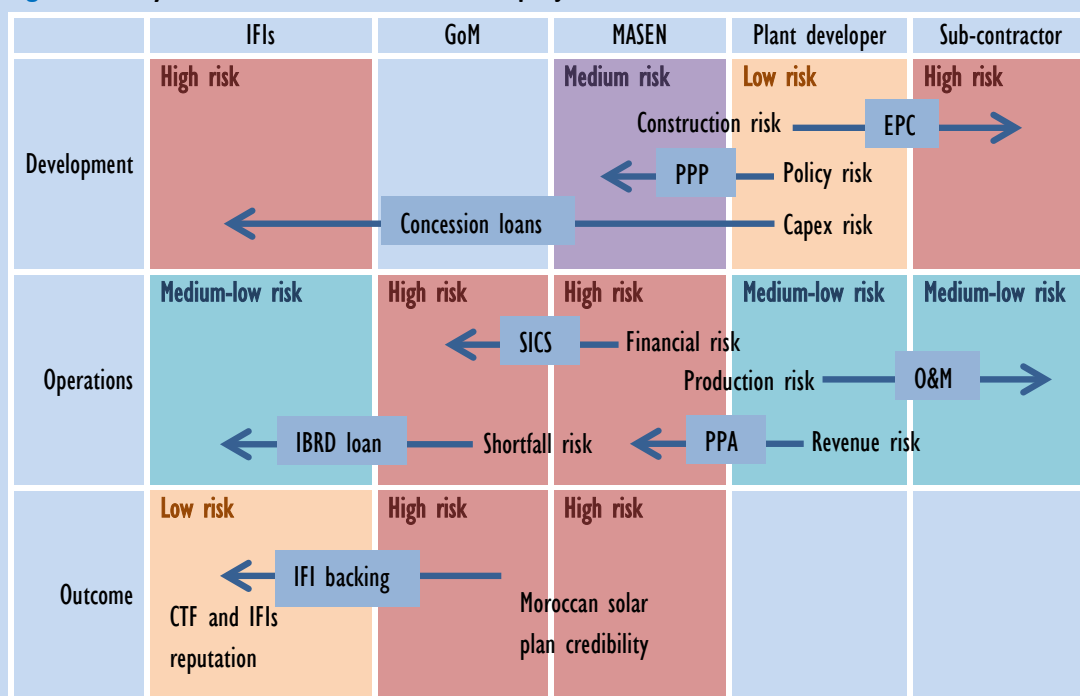 IFIs GoM MASEN Plant developer Sub-contractor
Development
High risk Medium risk Low risk High risk
Construction risk EPC
PPP Policy risk
Concession loans Capex risk
Operations
Medium-low risk High risk High risk Medium-low risk Medium-low risk
SICS Financial risk
Production risk O&M
IBRD loan Shortfall risk PPA Revenue risk
Outcome
Low risk High risk High risk
IFI backing
CTF and IFIs
reputation
Moroccan solar
plan credibility